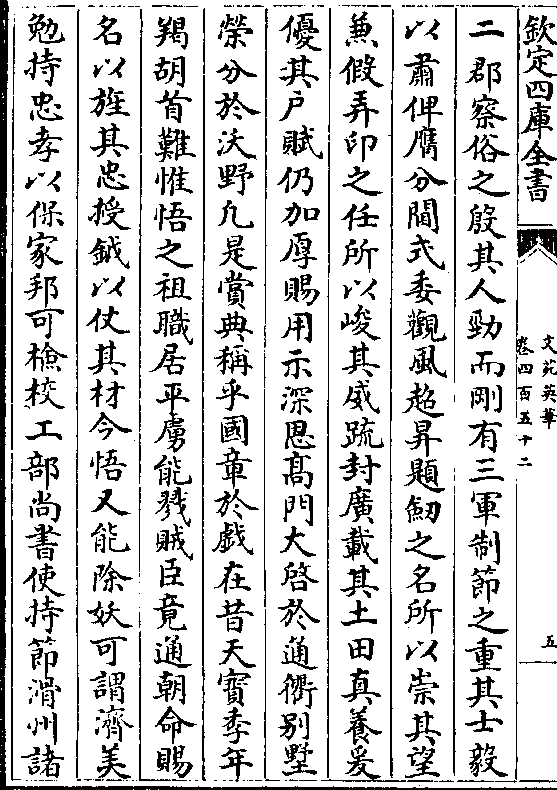 欽定四庫全書
文苑英華
卷四百五十二
五
二郡察俗之殷其人勁而剛有三軍制節之重其士毅
以肅俾膺分閫式委觀風超昇題劒之名所以崇其望
兼假弄印之任所以峻其威疏封廣載其土田真養爰
優其户賦仍加厚賜用示深恩髙門大啓於通衢别墅
榮分於沃野凢是賞典稱乎國章於戯在昔天寳季年
羯胡首難惟悟之祖職居平虜能戮賊臣竟通朝命賜
名以旌其忠授鉞以仗其材今悟又能除妖可謂濟美
勉持忠孝以保家邦可檢校工部尚書使持節滑州諸